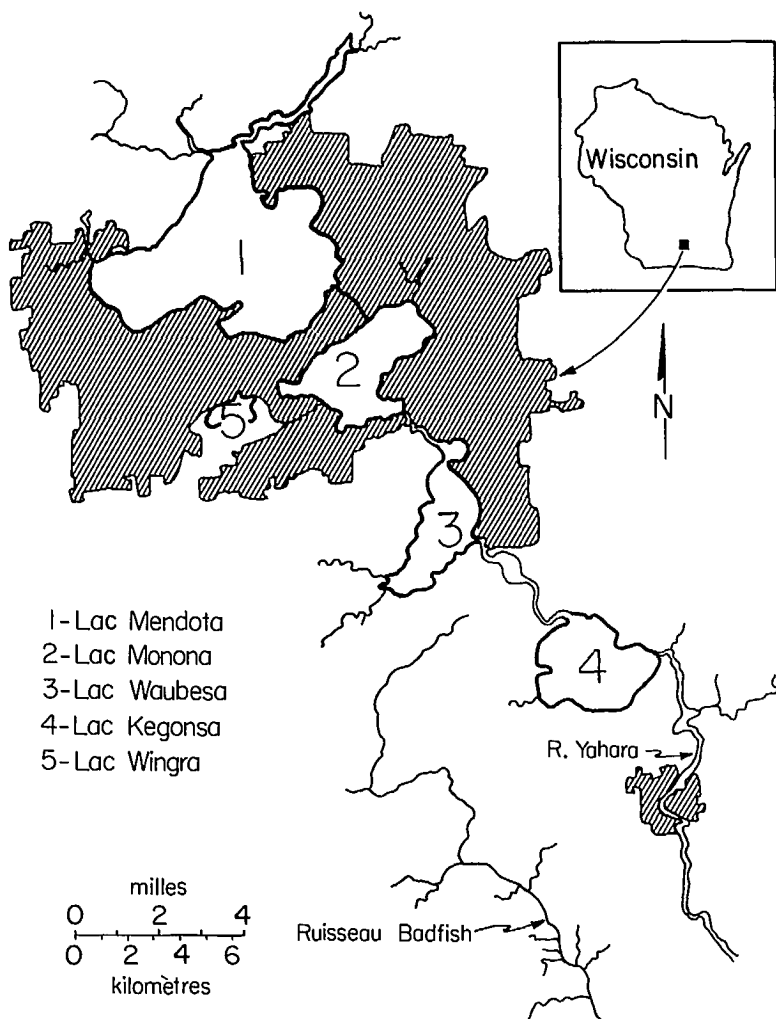 Wisconsin
N
1
2
5
3
4
1-Lac Mendota
2-Lac Monona
3-Lac Waubesa
4-Lac Kegonsa
5-Lac Wingra
R. Yahara
milles
0 2 4
0 2 4 6
kilomètres
Ruisseau Badfish